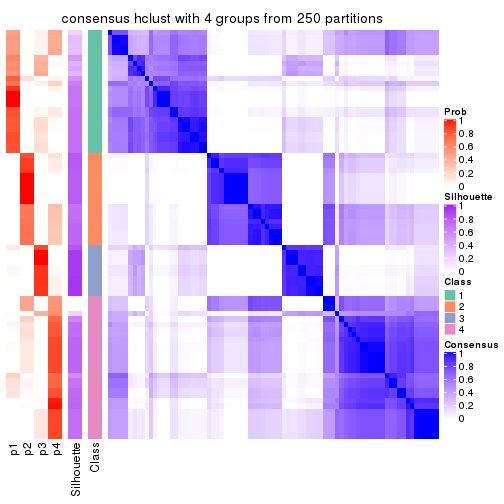 consensus hclust with 4 groups from 250 partitions
Prob
1
0.8
0.6
0.4
0.2
0
Silhouette
1
0.8
0.6
0.4
0.2
0
Class
1
2
3
4
Consensus
1
0.8
0.6
0.4
0.2
0
p1
p2
p3
p4
Silhouette
Class